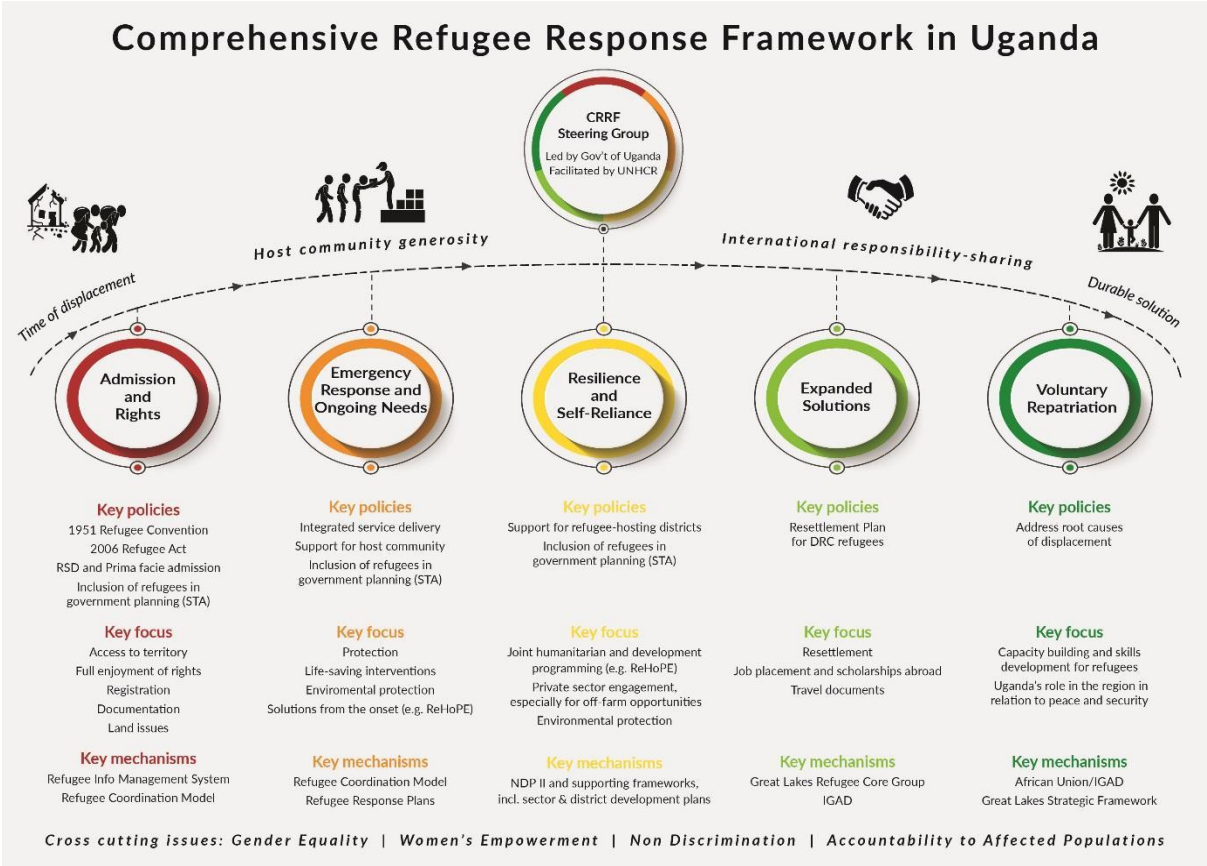 Comprehensive Refugee Response Framework in Uganda
CRRF
Steering Group
Led by Gov't of Uganda
Facilitated by UNHCR
Time of displacement
Host community generosity
International responsibility-sharing
Durable solution
Admission
and
Rights
Emergency
Response and
Ongoing Needs
Resilience
and
Self-Reliance
Expanded
Solutions
Voluntary
Repatriation
Key policies
1951 Refugee Convention
2006 Refugee Act
RSD and Prima facie admission
Inclusion of refugees in
government planning (STA)
Key focus
Access to territory
Full enjoyment of rights
Registration
Documentation
Land issues
Key mechanisms
Refugee Info Management System
Refugee Coordination Model
Key policies
Integrated service delivery
Support for host community
Inclusion of refugees in
government planning (STA)
Key focus
Protection
Life-saving interventions
Enviromental protection
Solutions from the onset (e.g. ReHoPE)
Key mechanisms
Refugee Coordination Model
Refugee Response Plans
Key policies
Support for refugee-hosting districts
Inclusion of refugees in
government planning (STA)
Key focus
Joint humanitarian and development
programming (e.g. ReHoPE)
Private sector engagement,
especially for off-farm opportunities
Environmental protection
Key mechanisms
NDP II and supporting frameworks,
incl. sector & district development plans
Key policies
Resettlement Plan
for DRC refugees
Key focus
Resettlement
Job placement and scholarships abroad
Travel documents
Key mechanisms
Great Lakes Refugee Core Group
IGAD
Key policies
Address root causes
of displacement
Key focus
Capacity building and skills
development for refugees
Uganda's role in the region in
relation to peace and security
Key mechanisms
African Union/IGAD
Great Lakes Strategic Framework
Cross cutting issues: Gender Equality | Women's Empowerment | Non Discrimination | Accountability to Affected Populations